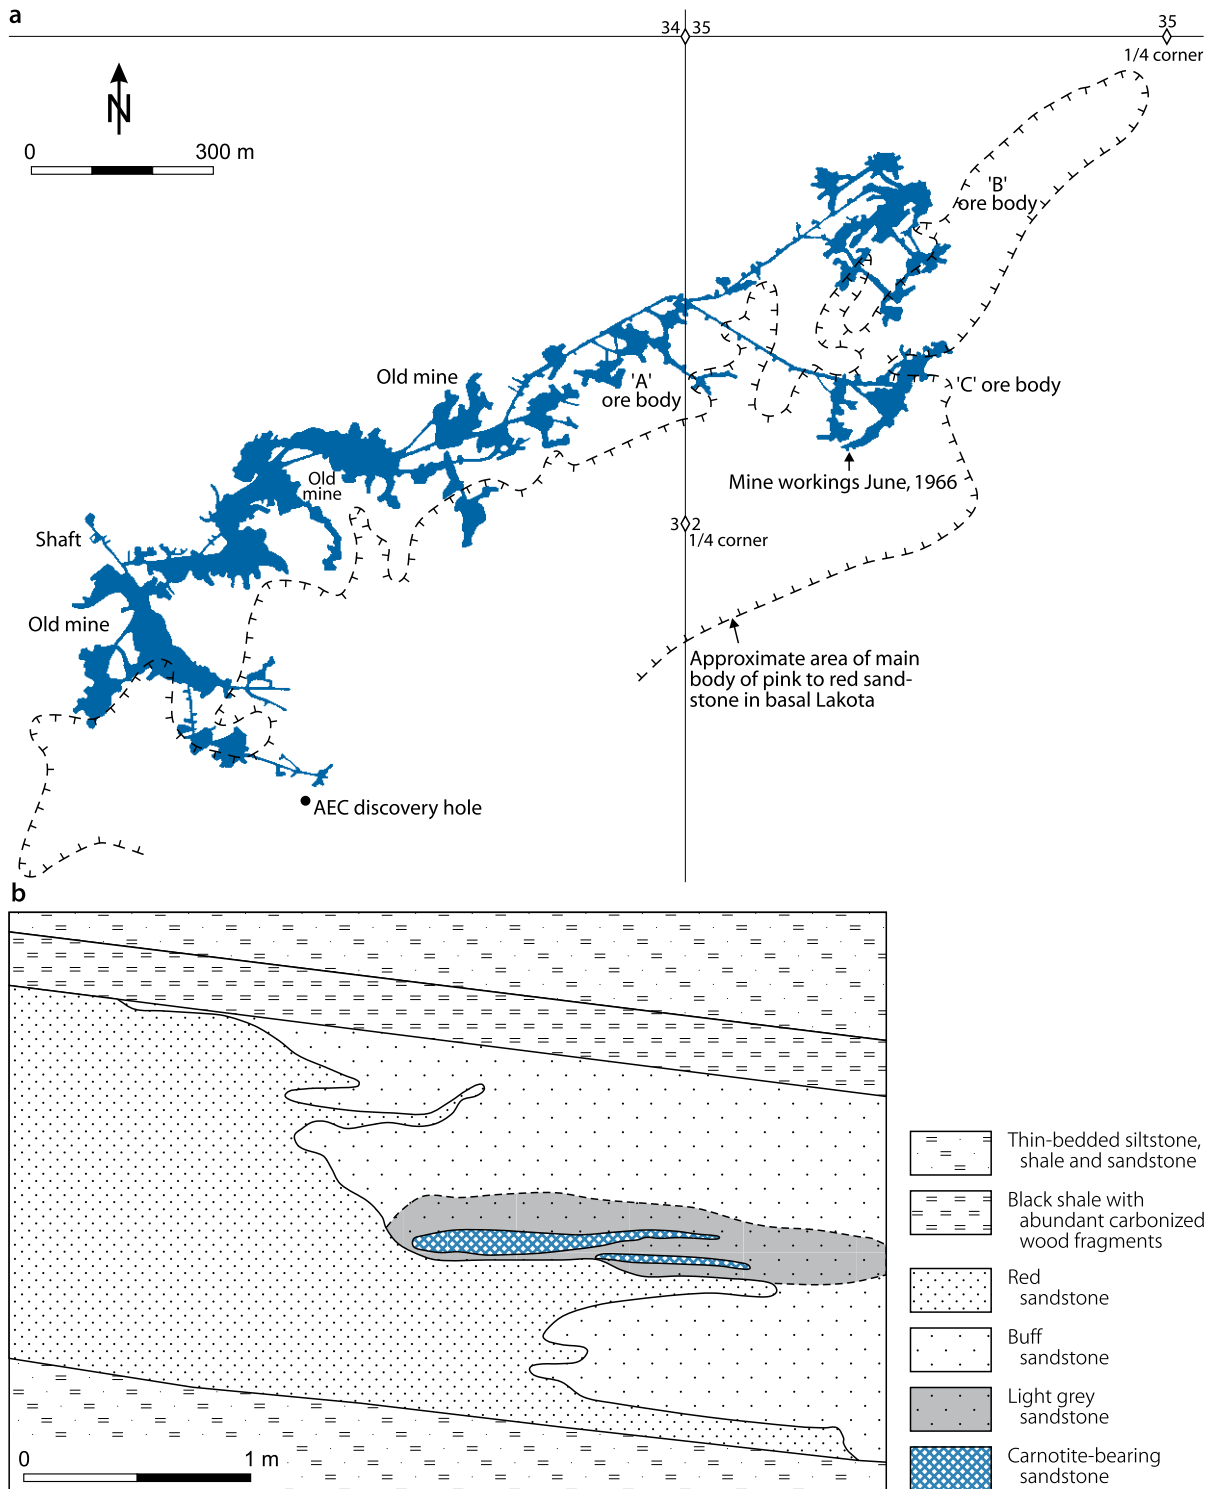 a
34 35
35
1/4 corner
N
0 300 m
'B'
ore body
Old mine
'A'
ore body
'C' ore body
Old
mine
Mine workings June, 1966
Shaft
3 2
1/4 corner
Old mine
Approximate area of main
body of pink to red sand-
stone in basal Lakota
AEC discovery hole
b
0 1 m
Thin-bedded siltstone,
shale and sandstone
Black shale with
abundant carbonized
wood fragments
Red
sandstone
Buff
sandstone
Light grey
sandstone
Carnotite-bearing
sandstone